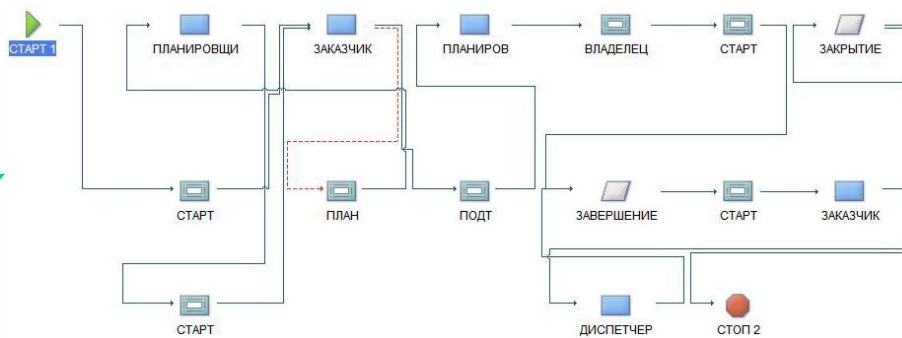 СТАРТ 1
ПЛАНИРОВЩИ
ЗАКАЗЧИК
ПЛАНИРОВ
ВЛАДЕЛЕЦ
СТАРТ
ЗАКРЫТИЕ
СТАРТ
ПЛАН
ПОДТ
ЗАВЕРШЕНИЕ
СТАРТ
ЗАКАЗЧИК
СТАРТ
ДИСПЕТЧЕР
СТОП 2